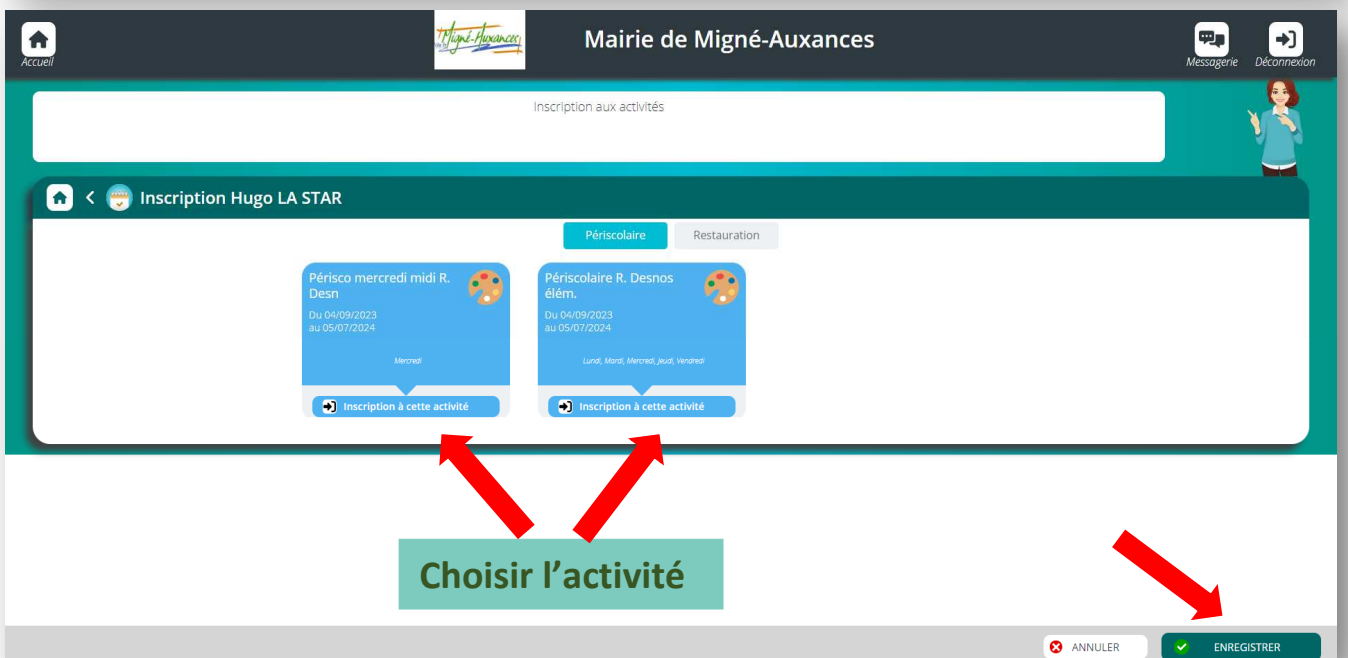 Migné-Auxances
Mairie de Migné-Auxances
Accueil
Messagerie
Déconnexion
Inscription aux activités
Inscription Hugo LA STAR
Périscolaire
Restauration
Périsco mercredi midi R.
Desn
Du 04/09/2023
au 05/07/2024
Mercredi
Inscription à cette activité
Périscolaire R. Desnos
élém.
Du 04/09/2023
au 05/07/2024
Lundi, Mardi, Mercredi, Jeudi, Vendredi
Inscription à cette activité
Choisir l’activité
ANNULER
ENREGISTRER